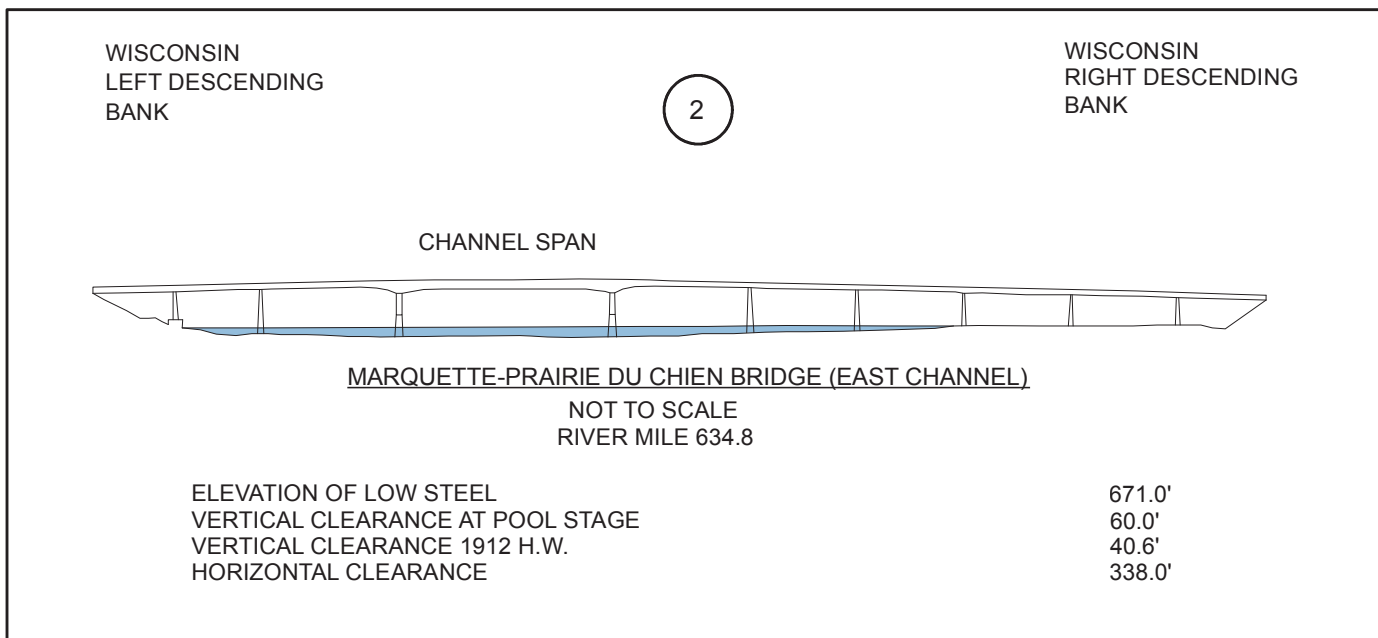 WISCONSIN
LEFT DESCENDING
BANK
2
WISCONSIN
RIGHT DESCENDING
BANK
CHANNEL SPAN
MARQUETTE-PRAIRIE DU CHIEN BRIDGE (EAST CHANNEL)
NOT TO SCALE
RIVER MILE 634.8
ELEVATION OF LOW STEEL 671.0'
VERTICAL CLEARANCE AT POOL STAGE 60.0'
VERTICAL CLEARANCE 1912 H.W. 40.6'
HORIZONTAL CLEARANCE 338.0'